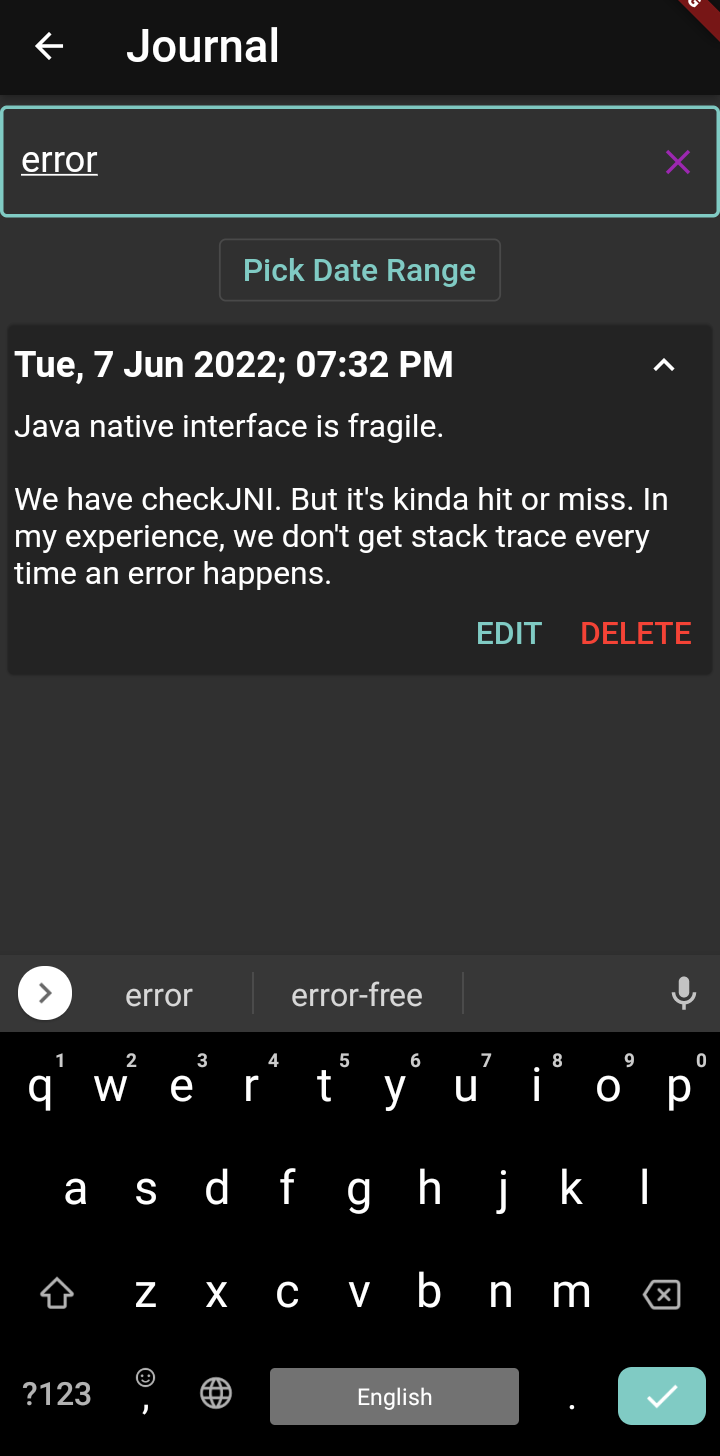 Journal
error
Pick Date Range
Tue, 7 Jun 2022; 07:32 PM
Java native interface is fragile.
We have checkJNI. But it's kinda hit or miss. In
my experience, we don't get stack trace every
time an error happens.
EDIT DELETE
error error-free
1 2 3 4 5 6 7 8 9 0
q w e r t y u i o p
a s d f g h j k l
z x c v b n m
?123 , English .